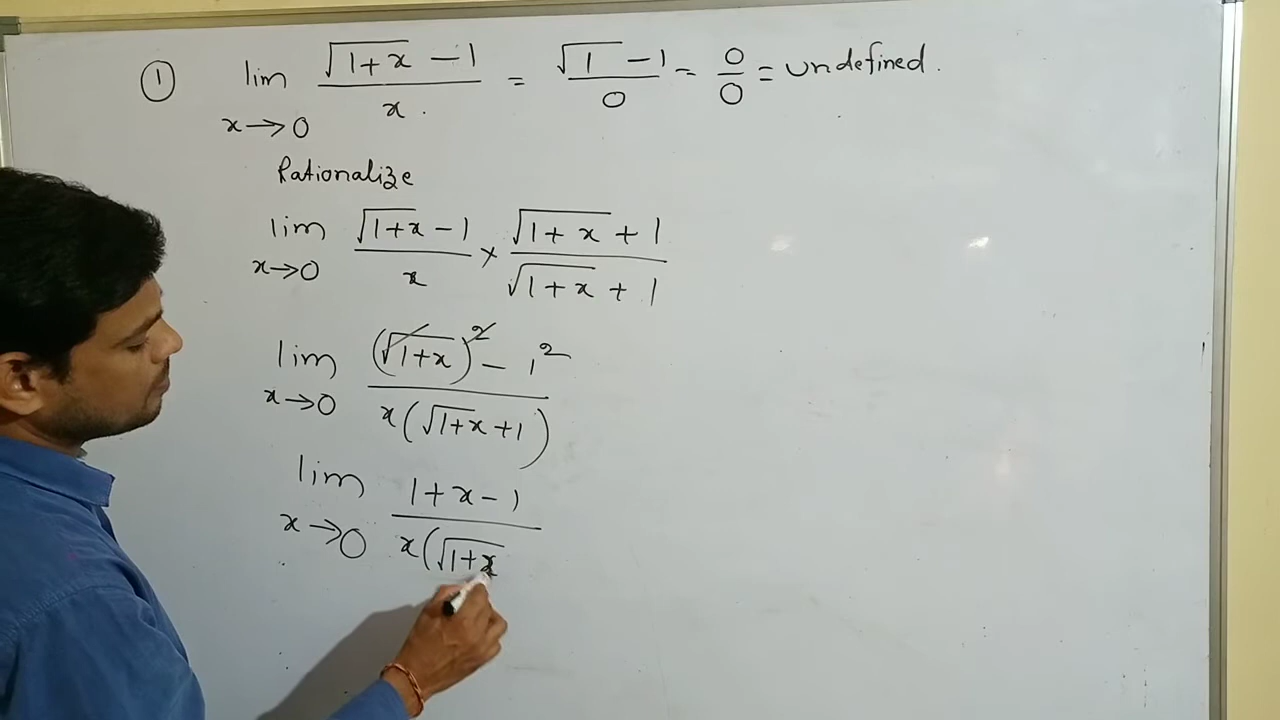 ① lim x→0 (√(1+x) - 1)/x = (√1 - 1)/0 = 0/0 = undefined.
Rationalize
lim x→0 (√(1+x) - 1)/x × (√(1+x) + 1)/(√(1+x) + 1)
lim x→0 ((√(1+x))² - 1²)/(x(√(1+x) + 1))
lim x→0 (1+x-1)/(x(√(1+x)